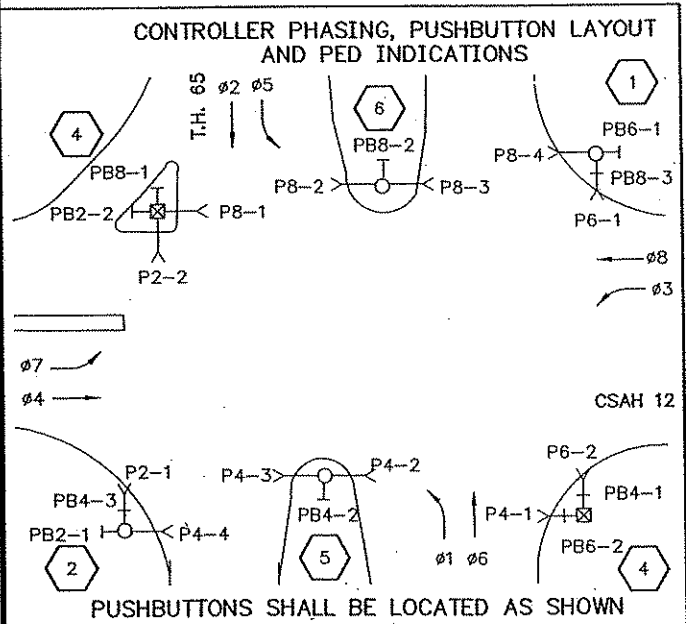 CONTROLLER PHASING, PUSHBUTTON LAYOUT
AND PED INDICATIONS
4
T.H. 65
ø2 ø5
6
1
PB8-1
PB8-2
PB6-1
P8-4
PB8-3
PB2-2
P8-1
P8-2
P8-3
P6-1
P2-2
ø8
ø3
ø7
ø4
CSAH 12
P2-1
P4-3
P4-2
P6-2
PB4-3
PB4-1
PB2-1
P4-4
PB4-2
P4-1
PB6-2
2
5
ø1 ø6
4
PUSHBUTTONS SHALL BE LOCATED AS SHOWN